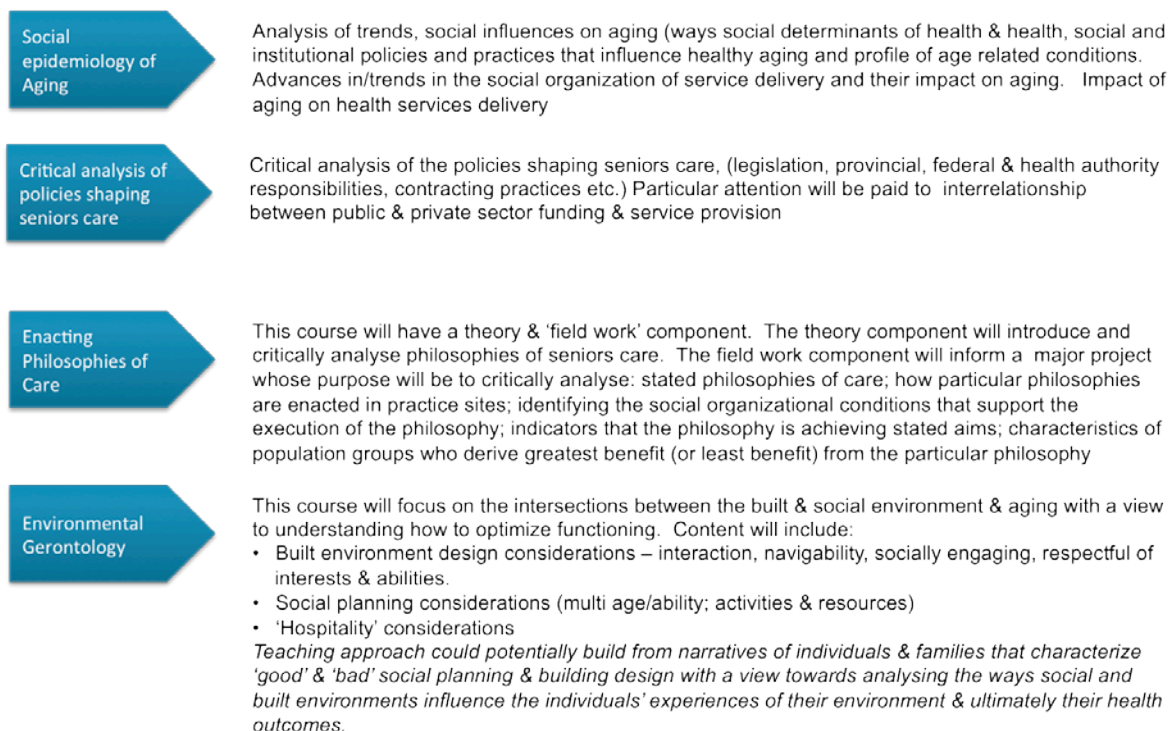 Social
epidemiology of
Aging
Analysis of trends, social influences on aging (ways social determinants of health & health, social and
institutional policies and practices that influence healthy aging and profile of age related conditions.
Advances in/trends in the social organization of service delivery and their impact on aging.   Impact of
aging on health services delivery
Critical analysis of
policies shaping
seniors care
Critical analysis of the policies shaping seniors care, (legislation, provincial, federal & health authority
responsibilities, contracting practices etc.) Particular attention will be paid to  interrelationship
between public & private sector funding & service provision
Enacting
Philosophies of
Care
This course will have a theory & ‘field work’ component.  The theory component will introduce and
critically analyse philosophies of seniors care.  The field work component will inform a  major project
whose purpose will be to critically analyse: stated philosophies of care; how particular philosophies
are enacted in practice sites; identifying the social organizational conditions that support the
execution of the philosophy; indicators that the philosophy is achieving stated aims; characteristics of
population groups who derive greatest benefit (or least benefit) from the particular philosophy
Environmental
Gerontology
This course will focus on the intersections between the built & social environment & aging with a view
to understanding how to optimize functioning.  Content will include:
• Built environment design considerations – interaction, navigability, socially engaging, respectful of
interests & abilities.
• Social planning considerations (multi age/ability; activities & resources)
• ‘Hospitality’ considerations
Teaching approach could potentially build from narratives of individuals & families that characterize
‘good’ & ‘bad’ social planning & building design with a view towards analysing the ways social and
built environments influence the individuals’ experiences of their environment & ultimately their health
outcomes.